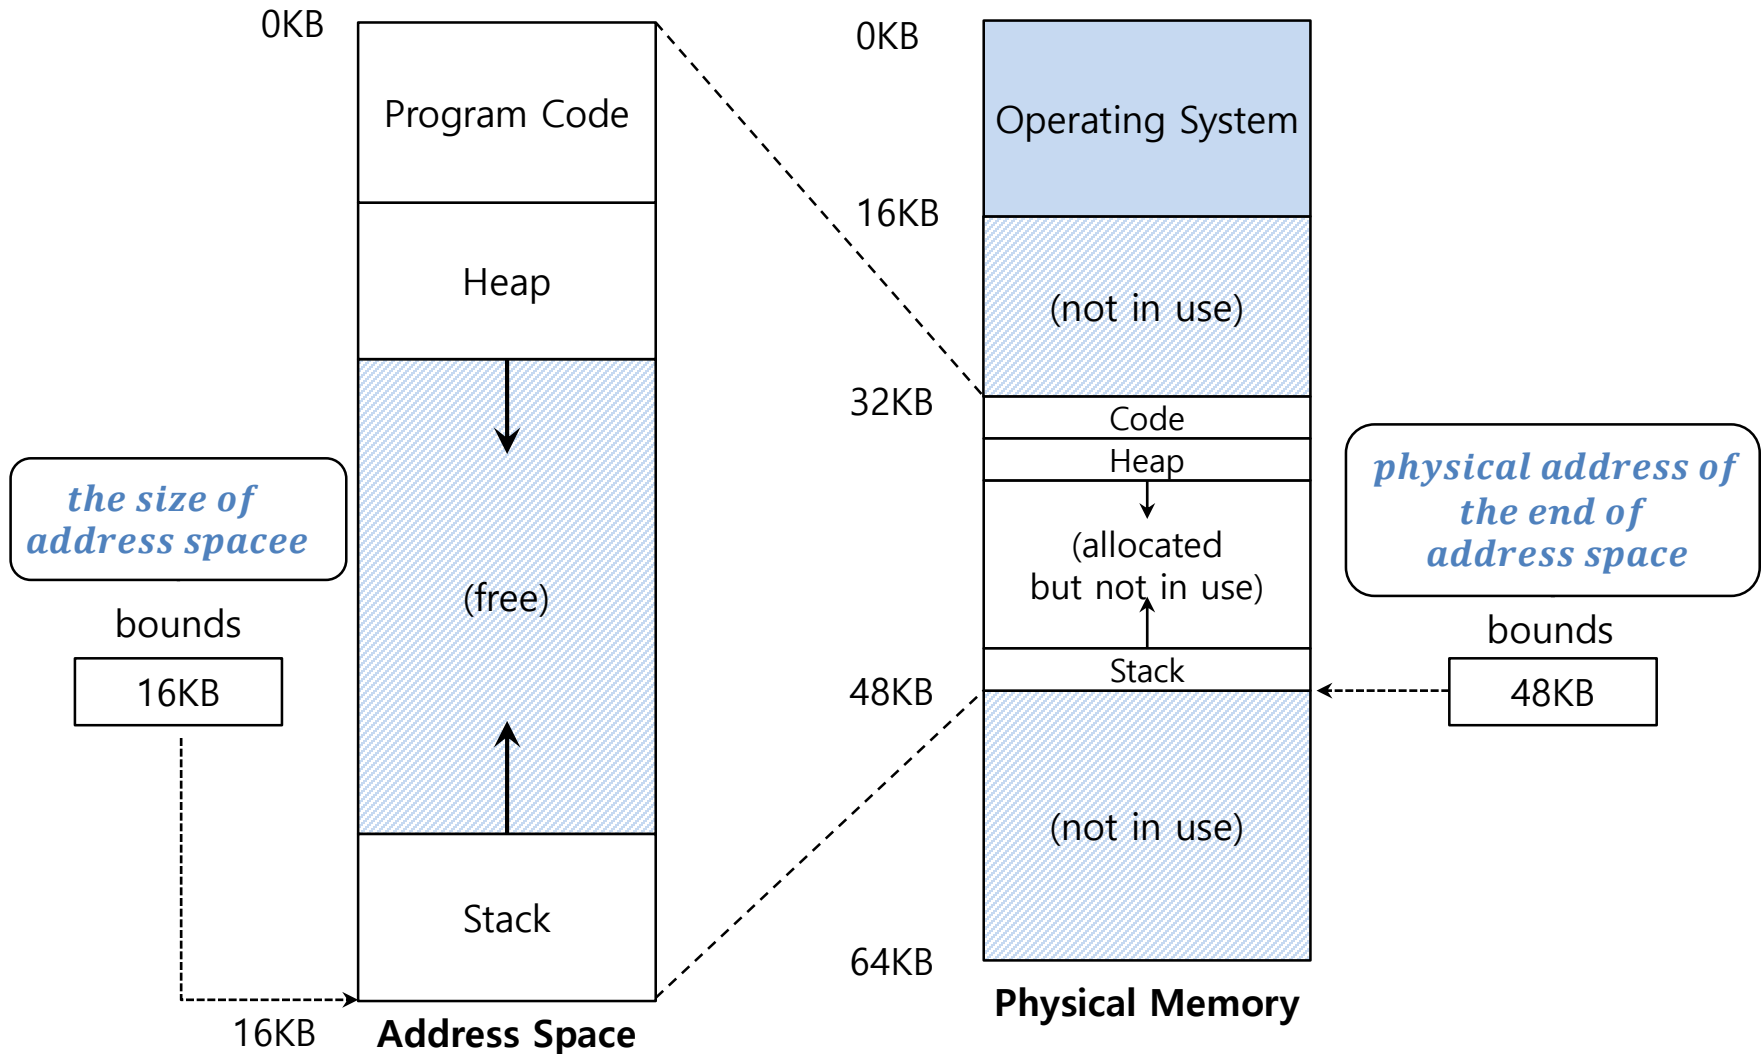 0KB
Program Code
Heap
(free)
Stack
16KB
Address Space
the size of
address spacee
bounds
16KB
0KB
Operating System
16KB
(not in use)
32KB
Code
Heap
(allocated
but not in use)
Stack
48KB
(not in use)
64KB
Physical Memory
physical address of
the end of
address space
bounds
48KB